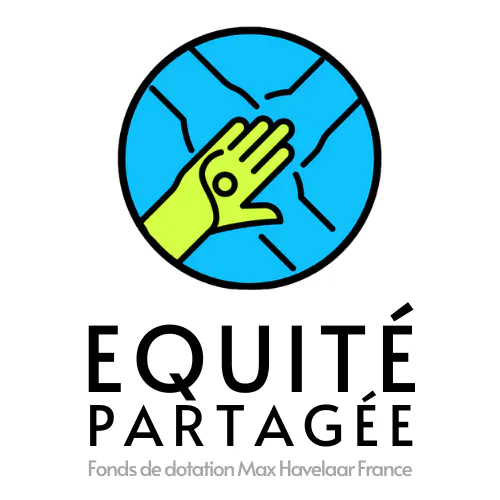 EQUITÉ
PARTAGÉE
Fonds de dotation Max Havelaar France